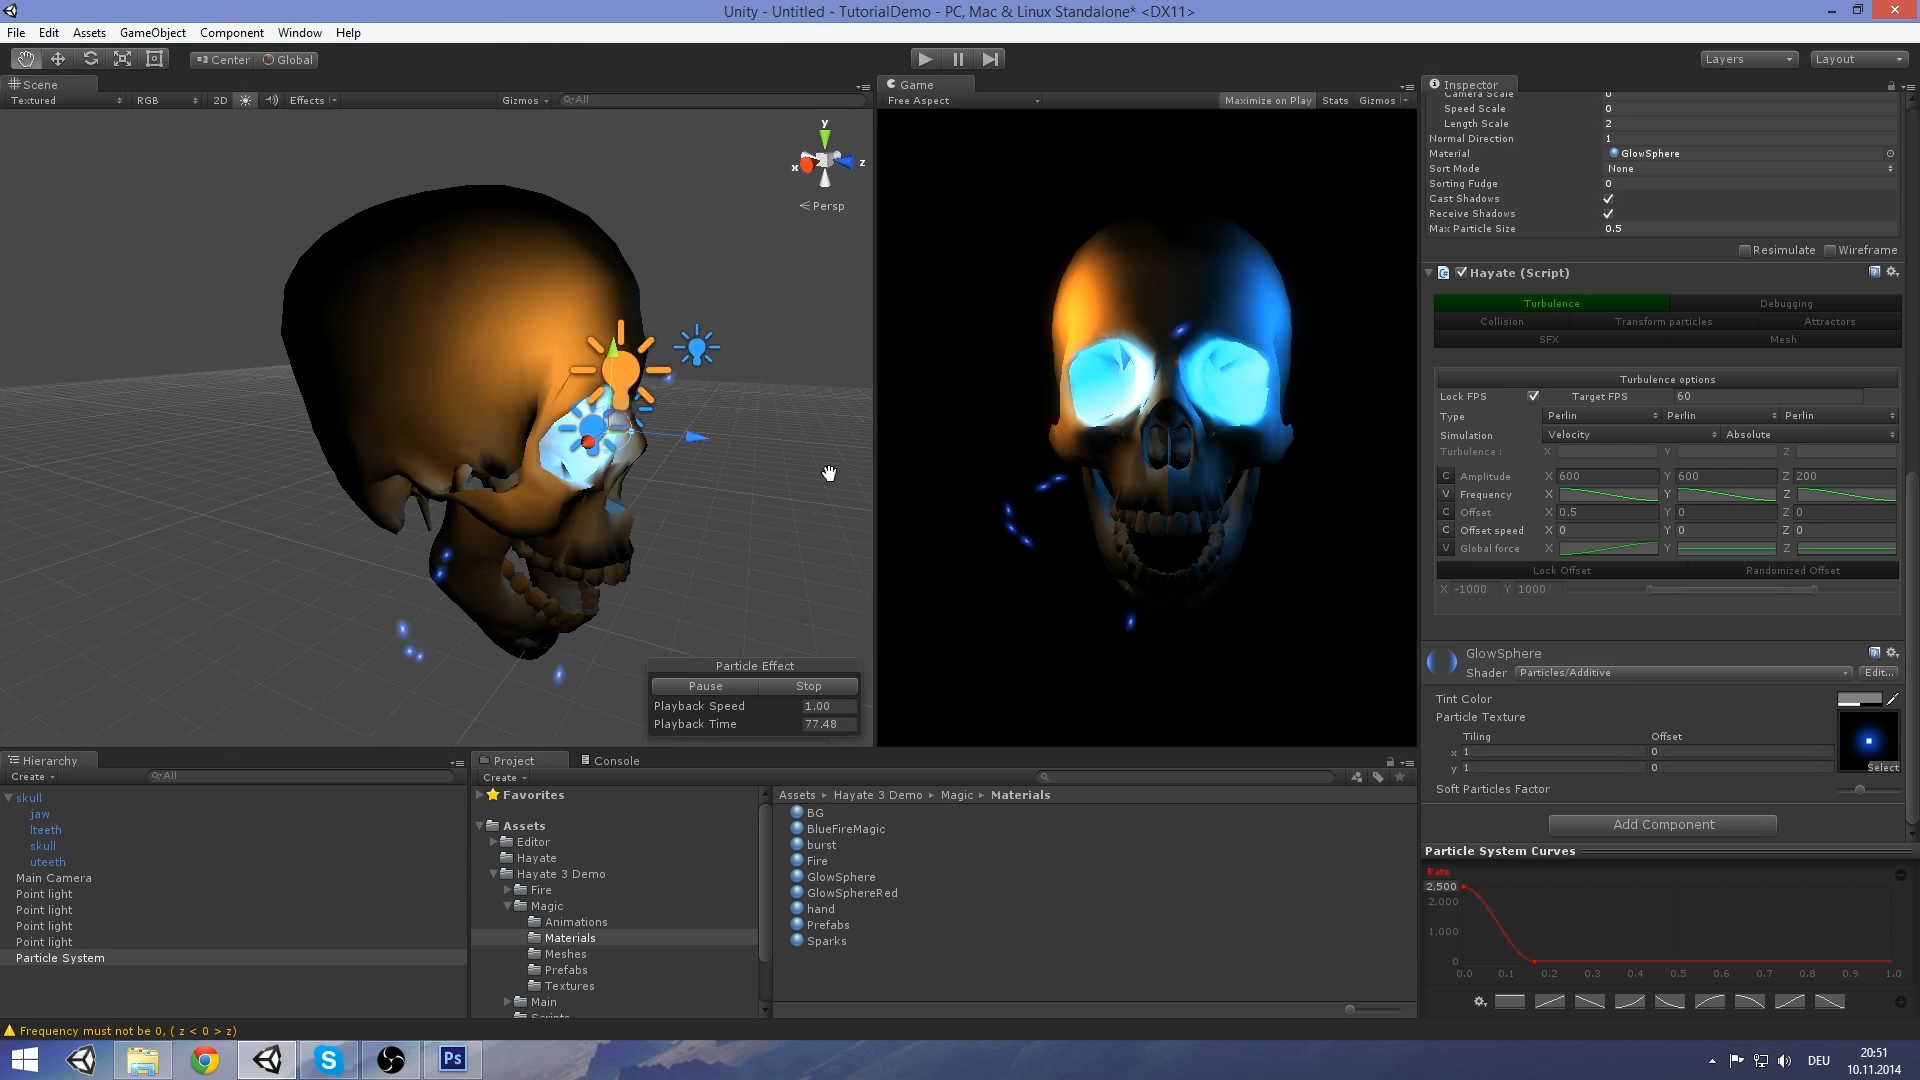 Unity - Untitled - TutorialDemo - PC, Mac & Linux Standalone* <DX11>
File Edit Assets GameObject Component Window Help
Center Global
Layers Layout
Scene
Textured RGB 2D Effects Gizmos All
y
x z
Persp
Particle Effect
Pause Stop
Playback Speed 1.00
Playback Time 77.48
Game
Free Aspect Maximize on Play Stats Gizmos
Inspector
Camera Scale 0
Speed Scale 0
Length Scale 2
Normal Direction 1
Material GlowSphere
Sort Mode None
Sorting Fudge 0
Cast Shadows
Receive Shadows
Max Particle Size 0.5
Resimulate Wireframe
Hayate (Script)
Turbulence Debugging
Collision Transform particles Attractors
SFX Mesh
Turbulence options
Lock FPS Target FPS 60
Type Perlin Perlin Perlin
Simulation Velocity Absolute
Turbulence : X Y Z
C Amplitude X 600 Y 600 Z 200
V Frequency X Y Z
C Offset X 0.5 Y 0 Z 0
C Offset speed X 0 Y 0 Z 0
V Global force X Y Z
Lock Offset Randomized Offset
X -1000 Y 1000
GlowSphere
Shader Particles/Additive Edit...
Tint Color
Particle Texture
Tiling Offset
x 1 0
y 1 0
Select
Soft Particles Factor
Add Component
Particle System Curves
Rate
2,500
2,000
1,000
0
0.0 0.1 0.2 0.3 0.4 0.5 0.6 0.7 0.8 0.9 1.0
Hierarchy
Create All
skull
jaw
lteeth
skull
uteeth
Main Camera
Point light
Point light
Point light
Point light
Particle System
Project Console
Create
Favorites
Assets
Editor
Hayate
Hayate 3 Demo
Fire
Magic
Animations
Materials
Meshes
Prefabs
Textures
Main
Scripts
Assets Hayate 3 Demo Magic Materials
BG
BlueFireMagic
burst
Fire
GlowSphere
GlowSphereRed
hand
Prefabs
Sparks
Frequency must not be 0, ( z < 0 > z)
S
Ps
DEU
20:51
10.11.2014